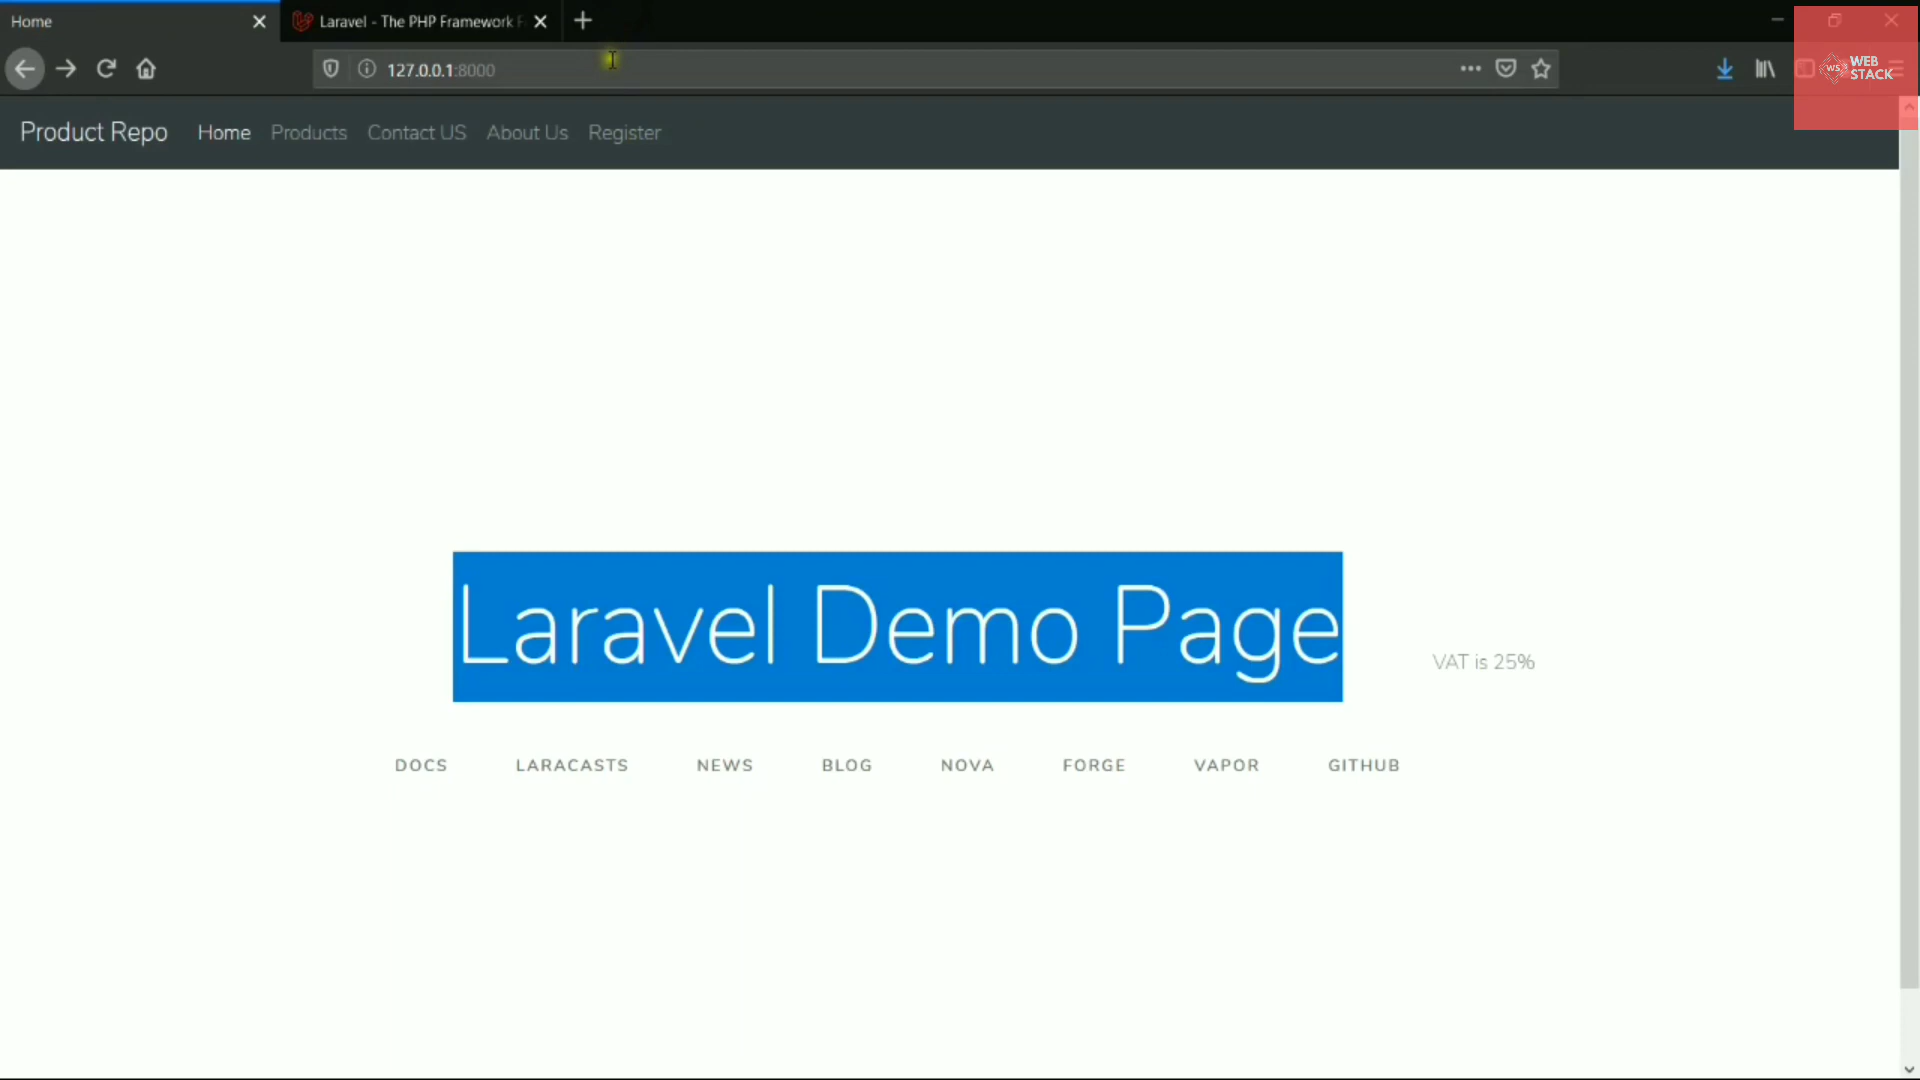 Home
Laravel - The PHP Framework F
127.0.0.1:8000
WS WEB STACK
Product Repo Home Products Contact US About Us Register
Laravel Demo Page
VAT is 25%
DOCS LARACASTS NEWS BLOG NOVA FORGE VAPOR GITHUB